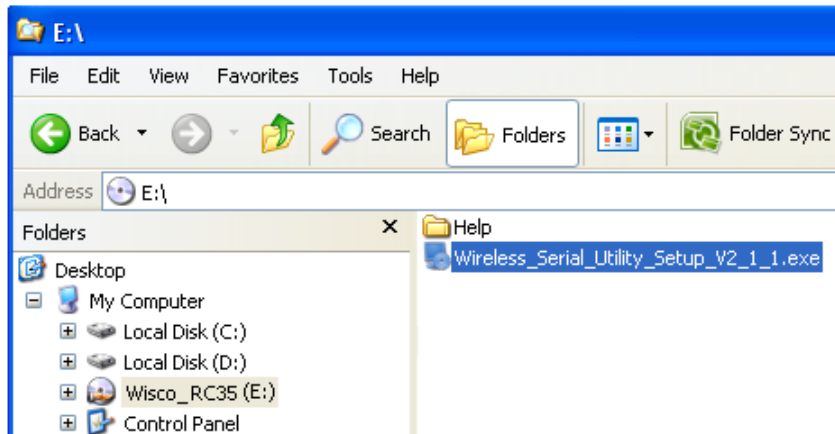 E:\
File Edit View Favorites Tools Help
Back Search Folders Folder Sync
Address E:\
Folders
Desktop
My Computer
Local Disk (C:)
Local Disk (D:)
Wisco_RC35 (E:)
Control Panel
Help
Wireless_Serial_Utility_Setup_V2_1_1.exe